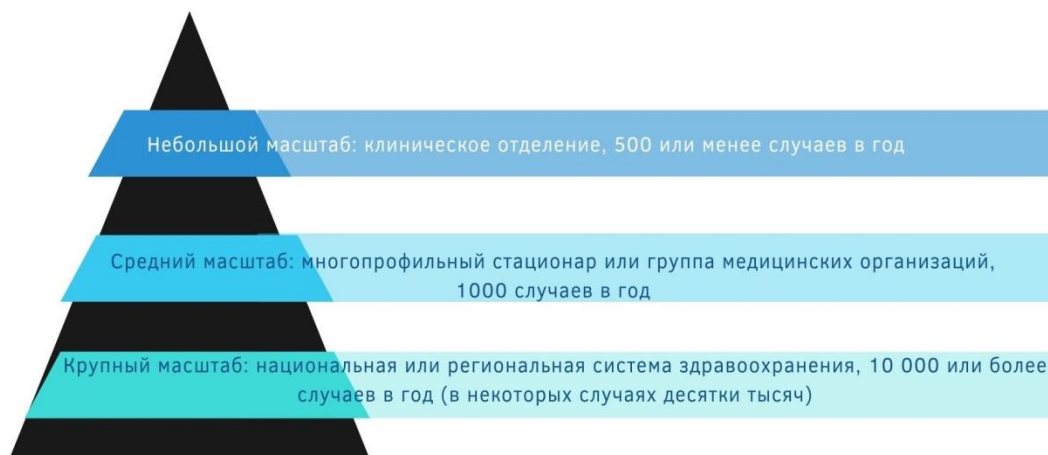 Небольшой масштаб: клиническое отделение, 500 или менее случаев в год
Средний масштаб: многопрофильный стационар или группа медицинских организаций,
1000 случаев в год
Крупный масштаб: национальная или региональная система здравоохранения, 10 000 или более
случаев в год (в некоторых случаях десятки тысяч)